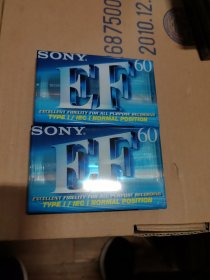 687500
2010.12
SONY
EF 60
EXCELLENT FIDELITY FOR ALL PURPOSE RECORDING
TYPE I / IEC I NORMAL POSITION
SONY
EF 60
EXCELLENT FIDELITY FOR ALL PURPOSE RECORDING
TYPE I / IEC I NORMAL POSITION